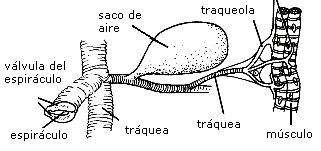 traqueola
saco de
aire
válvula del
espiráculo
espiráculo
tráquea
tráquea
músculo